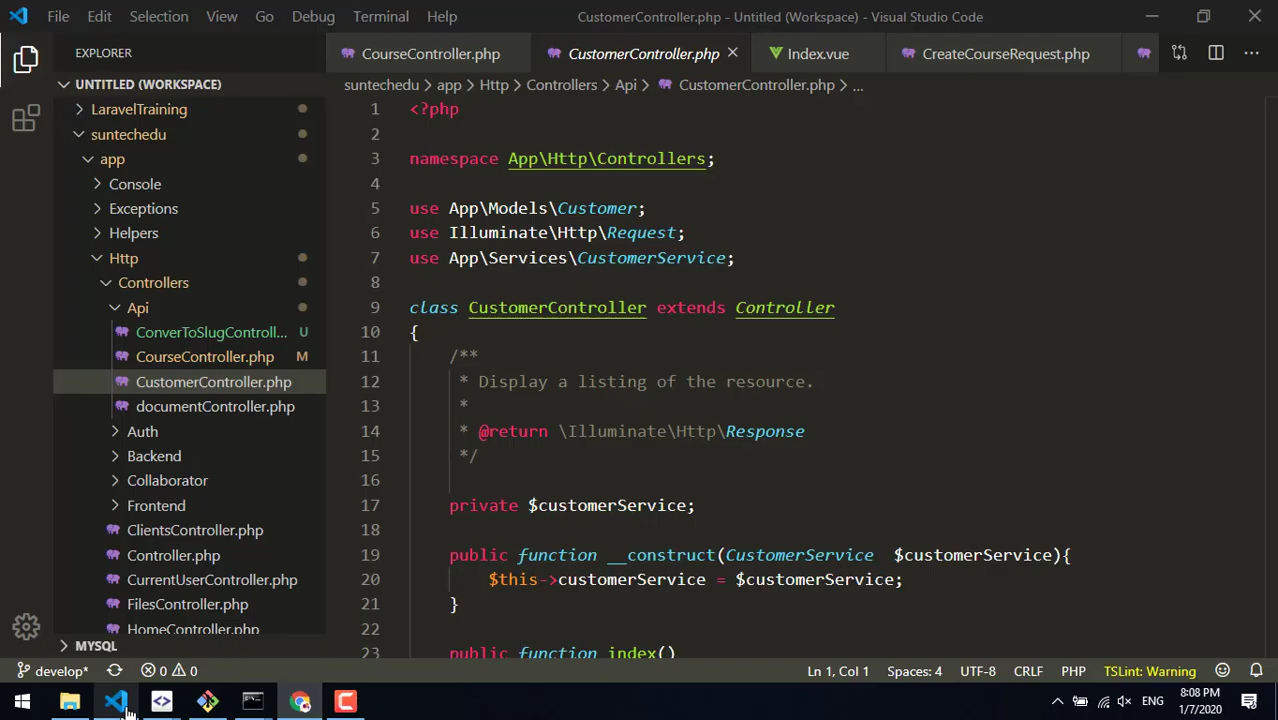 File Edit Selection View Go Debug Terminal Help
CustomerController.php - Untitled (Workspace) - Visual Studio Code
EXPLORER
CourseController.php
CustomerController.php
Index.vue
CreateCourseRequest.php
UNTITLED (WORKSPACE)
suntechedu > app > Http > Controllers > Api > CustomerController.php > ...
LaravelTraining
suntechedu
app
Console
Exceptions
Helpers
Http
Controllers
Api
ConverToSlugControll... U
CourseController.php M
CustomerController.php
documentController.php
Auth
Backend
Collaborator
Frontend
ClientsController.php
Controller.php
CurrentUserController.php
FilesController.php
HomeController.php
MYSQL
1 <?php
2
3 namespace App\Http\Controllers;
4
5 use App\Models\Customer;
6 use Illuminate\Http\Request;
7 use App\Services\CustomerService;
8
9 class CustomerController extends Controller
10 {
11 /**
12 * Display a listing of the resource.
13 *
14 * @return \Illuminate\Http\Response
15 */
16
17 private $customerService;
18
19 public function __construct(CustomerService $customerService){
20 $this->customerService = $customerService;
21 }
22
23 public function index()
develop* 0 0 Ln 1, Col 1 Spaces: 4 UTF-8 CRLF PHP TSLint: Warning
ENG
8:08 PM
1/7/2020